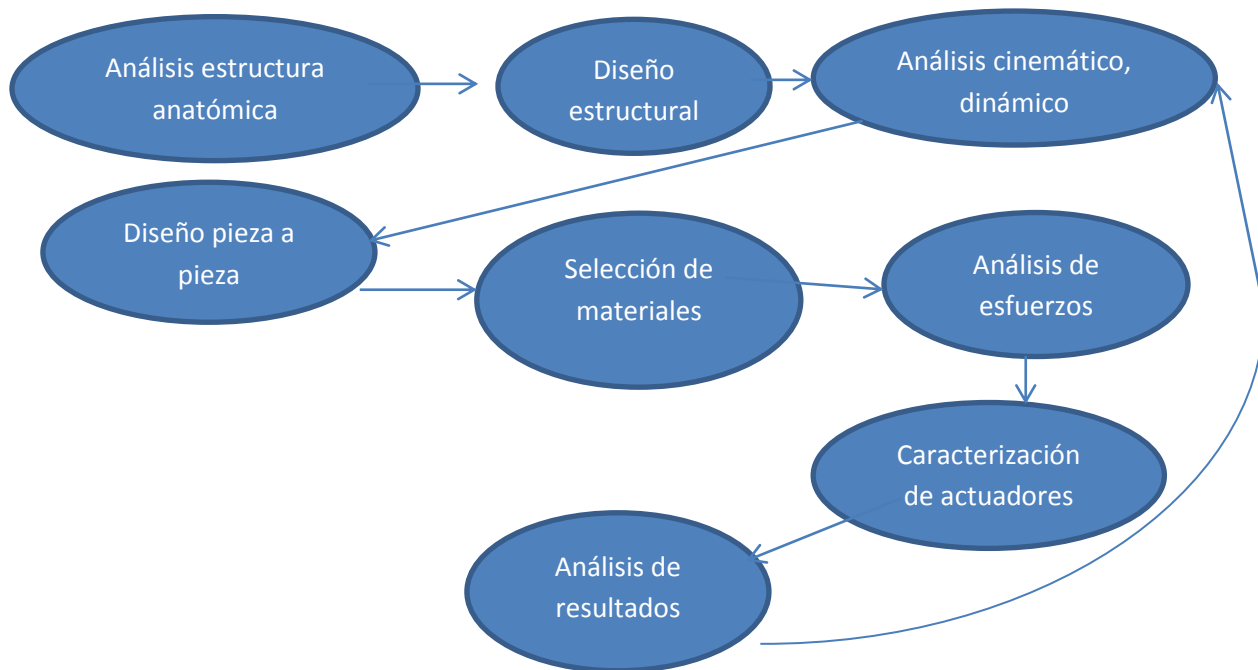 Análisis estructura
anatómica
Diseño
estructural
Análisis cinemático,
dinámico
Diseño pieza a
pieza
Selección de
materiales
Análisis de
esfuerzos
Caracterización
de actuadores
Análisis de
resultados